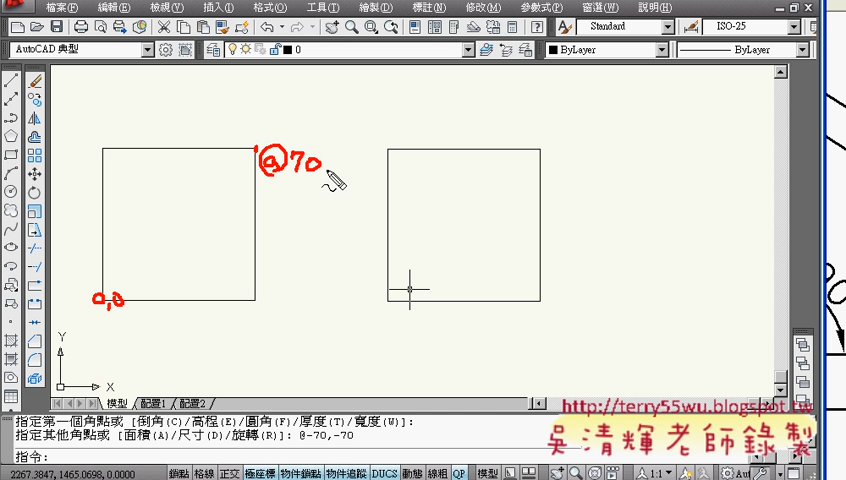 檔案(F) 編輯(E) 檢視(V) 插入(I) 格式(O) 工具(T) 繪製(D) 標註(N) 修改(M) 參數式(P) 窗選(W) 說明(H)
Standard ISO-25
AutoCAD 典型 0 ByLayer ByLayer
@70
0,0
Y
X
模型 配置1 配置2
http://terry55wu.blogspot.tw
指定第一個角點或 [倒角(C)/高程(E)/圓角(F)/厚度(T)/寬度(W)]:
指定其他角點或 [面積(A)/尺寸(D)/旋轉(R)]: @-70,-70
吳清輝老師錄製
指令:
2267.3847, 1465.0698, 0.0000 鎖點 格線 正交 極座標 物件鎖點 物件追蹤 DUCS 動態 線粗 QP 模型 1:1